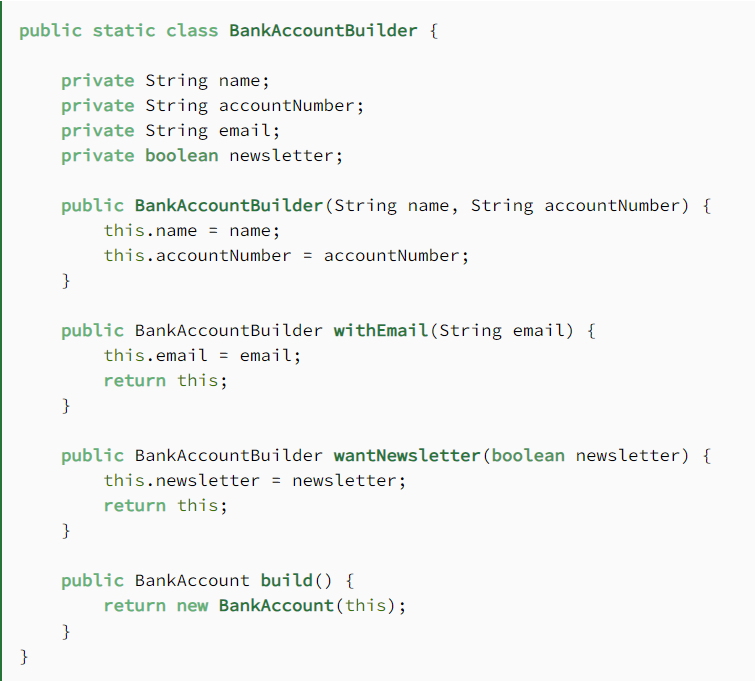 public static class BankAccountBuilder {
private String name;
private String accountNumber;
private String email;
private boolean newsletter;
public BankAccountBuilder(String name, String accountNumber) {
this.name = name;
this.accountNumber = accountNumber;
}
public BankAccountBuilder withEmail(String email) {
this.email = email;
return this;
}
public BankAccountBuilder wantNewsletter(boolean newsletter) {
this.newsletter = newsletter;
return this;
}
public BankAccount build() {
return new BankAccount(this);
}
}